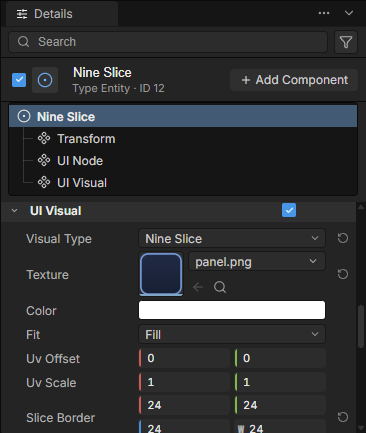 Details
Search
Nine Slice
Type Entity · ID 12
+ Add Component
Nine Slice
Transform
UI Node
UI Visual
UI Visual
Visual Type Nine Slice
Texture panel.png
Color
Fit Fill
Uv Offset 0 0
Uv Scale 1 1
24 24
Slice Border
24 W 24